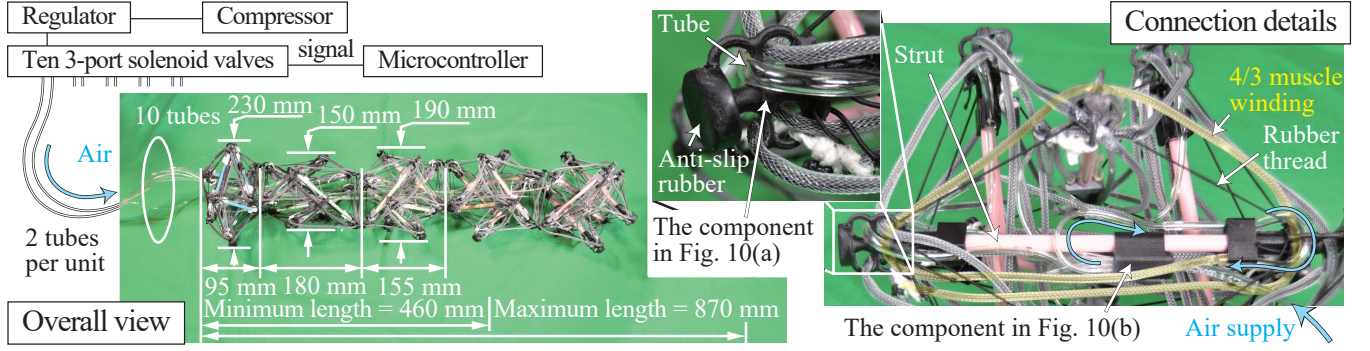 Regulator
Compressor
Ten 3-port solenoid valves
signal
Microcontroller
10 tubes
Air
2 tubes
per unit
230 mm
150 mm
190 mm
95 mm
180 mm
155 mm
Minimum length = 460 mm
Maximum length = 870 mm
Overall view
Tube
Anti-slip
rubber
The component
in Fig. 10(a)
Connection details
Strut
4/3 muscle
winding
Rubber
thread
The component in Fig. 10(b)
Air supply